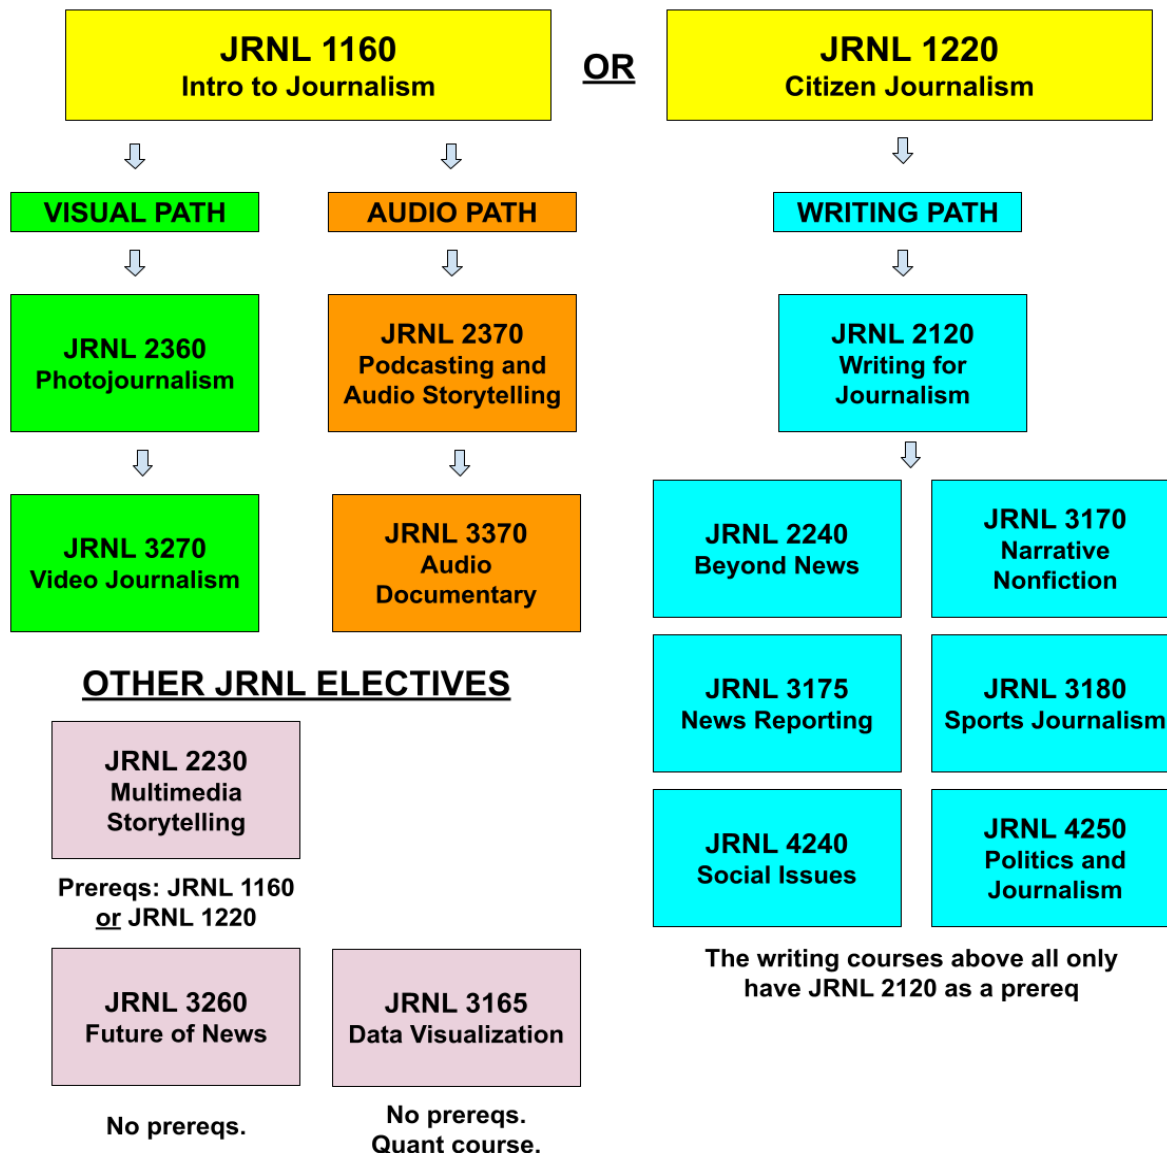 JRNL 1160
Intro to Journalism
OR
JRNL 1220
Citizen Journalism
VISUAL PATH
AUDIO PATH
WRITING PATH
JRNL 2360
Photojournalism
JRNL 2370
Podcasting and
Audio Storytelling
JRNL 2120
Writing for
Journalism
JRNL 3270
Video Journalism
JRNL 3370
Audio
Documentary
JRNL 2240
Beyond News
JRNL 3170
Narrative
Nonfiction
JRNL 3175
News Reporting
JRNL 3180
Sports Journalism
JRNL 4240
Social Issues
JRNL 4250
Politics and
Journalism
The writing courses above all only
have JRNL 2120 as a prereq
OTHER JRNL ELECTIVES
JRNL 2230
Multimedia
Storytelling
Prereqs: JRNL 1160
or JRNL 1220
JRNL 3260
Future of News
No prereqs.
JRNL 3165
Data Visualization
No prereqs.
Quant course.